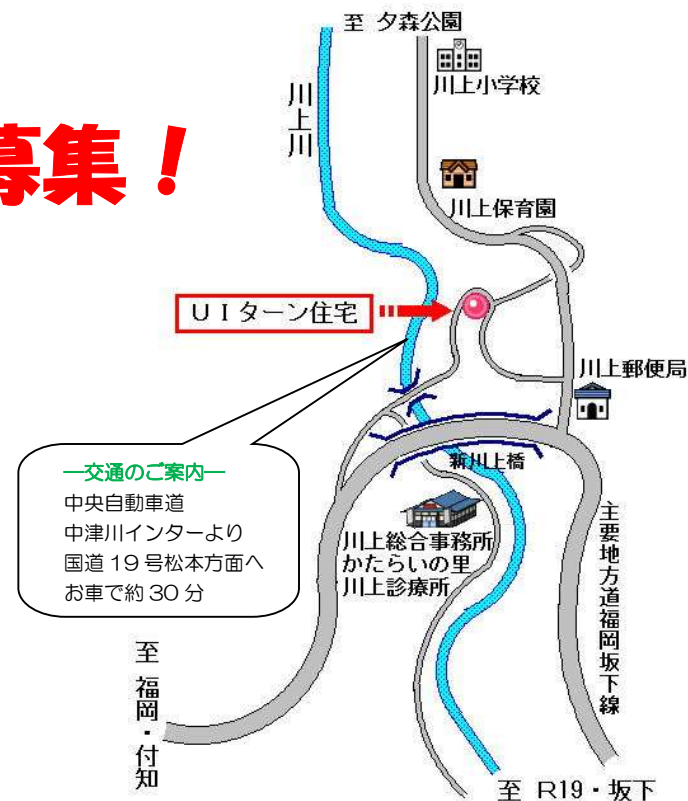 至 夕森公園
川上小学校
川上川
募集！
川上保育園
ＵＩターン住宅
川上郵便局
新川上橋
―交通のご案内―
中央自動車道
中津川インターより
国道 19 号松本方面へ
お車で約 30 分
川上総合事務所
かたらいの里
川上診療所
主要地方道福岡坂下線
至 福岡・付知
至 R19・坂下